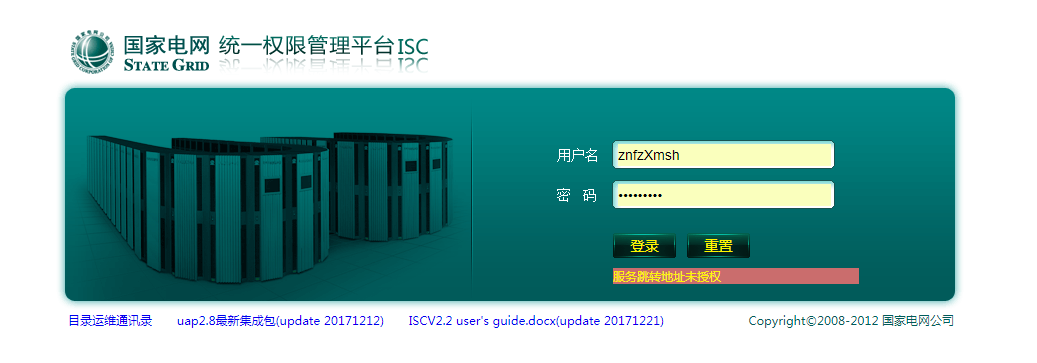 国家电网 统一权限管理平台ISC
STATE GRID
用户名 znfzXmsh
密 码 •••••••••
登录 重置
服务跳转地址未授权
目录运维通讯录 uap2.8最新集成包(update 20171212) ISCV2.2 user's guide.docx(update 20171221) Copyright©2008-2012 国家电网公司